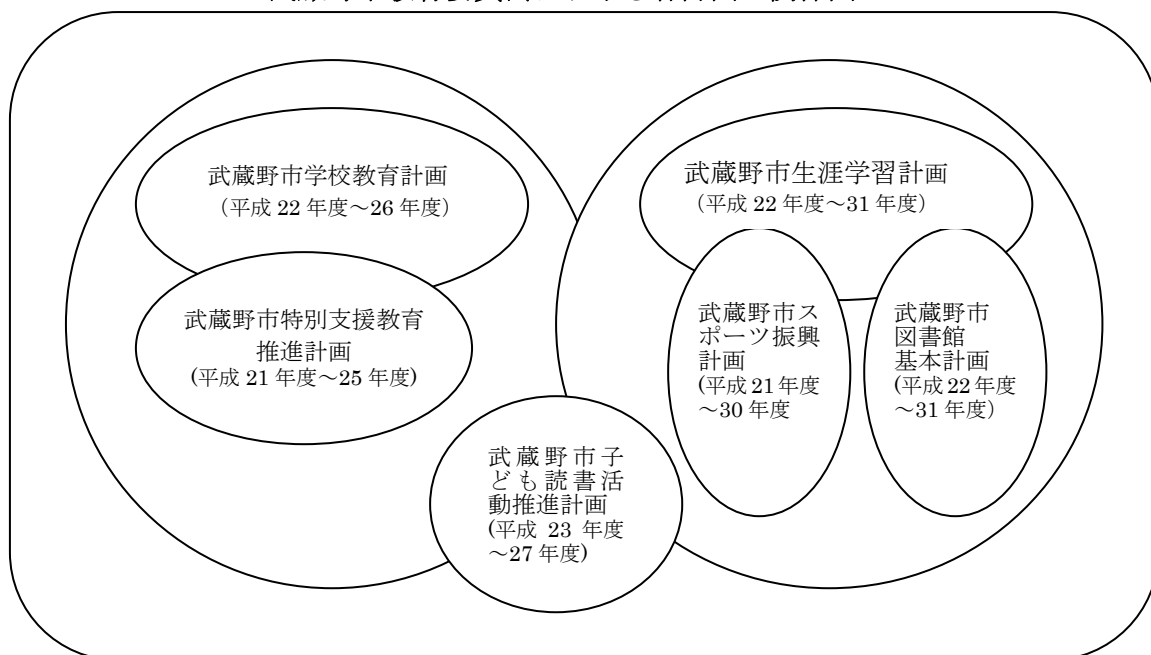 武蔵野市学校教育計画
（平成 22 年度～26 年度）
武蔵野市特別支援教育
推進計画
(平成 21 年度～25 年度)
武蔵野市生涯学習計画
（平成 22 年度～31 年度）
武蔵野市ス
ポーツ振興
計画
(平成 21 年度
～30 年度
武蔵野市
図書館
基本計画
(平成 22 年度
～31 年度）
武蔵野市子
ども読書活
動推進計画
(平成 23 年度
～27 年度)